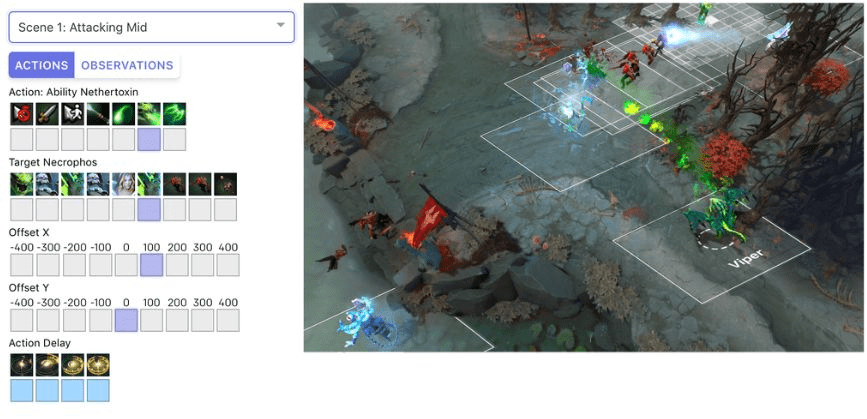 Scene 1: Attacking Mid
ACTIONS OBSERVATIONS
Action: Ability Nethertoxin
Target Necrophos
Offset X
-400 -300 -200 -100 0 100 200 300 400
Offset Y
-400 -300 -200 -100 0 100 200 300 400
Action Delay
Viper